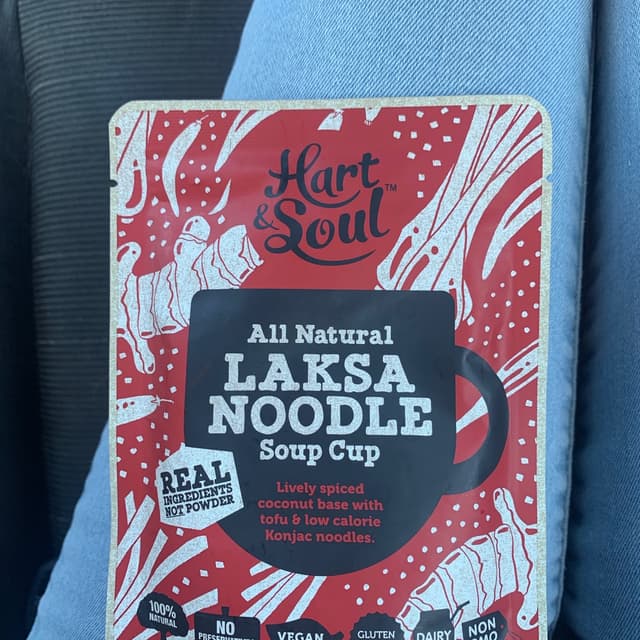 Hart
& Soul™
All Natural
LAKSA
NOODLE
Soup Cup
REAL
INGREDIENTS
NOT POWDER
Lively spiced
coconut base with
tofu & low calorie
Konjac noodles.
100%
NATURAL
NO
VEGAN
GLUTEN
DAIRY
NON